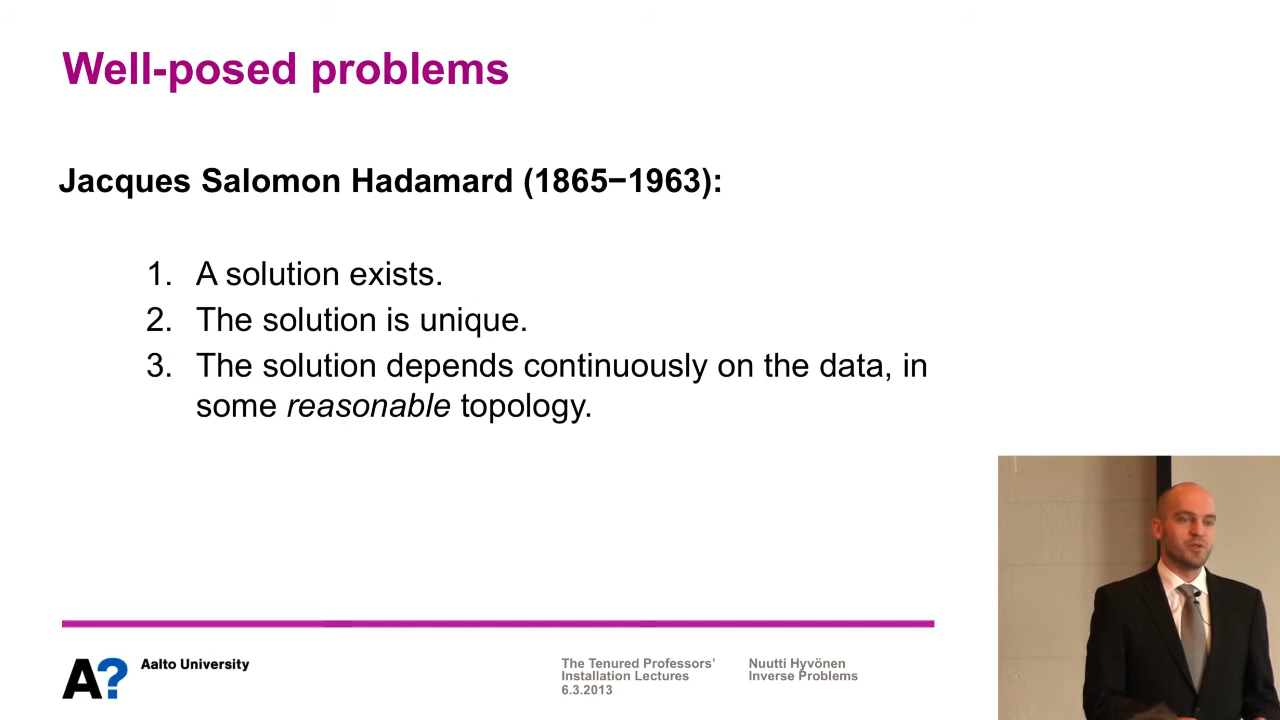 Well-posed problems
Jacques Salomon Hadamard (1865−1963):
1. A solution exists.
2. The solution is unique.
3. The solution depends continuously on the data, in
some reasonable topology.
A? Aalto University
The Tenured Professors’
Installation Lectures
6.3.2013
Nuutti Hyvönen
Inverse Problems